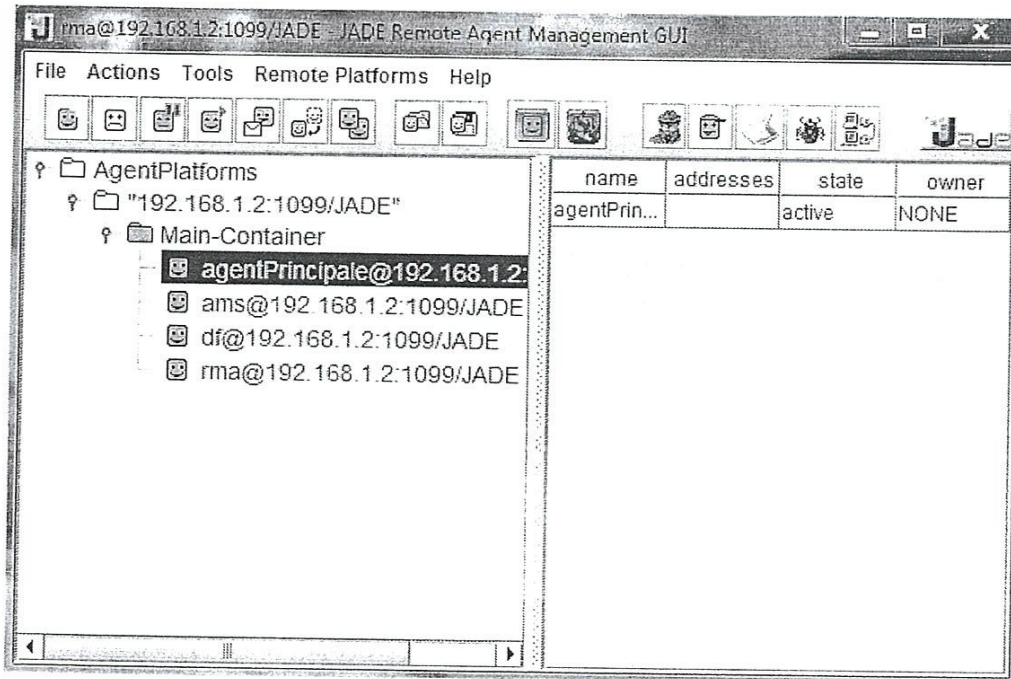 rma@192.168.1.2:1099/JADE - JADE Remote Agent Management GUI
File Actions Tools Remote Platforms Help
Jade
AgentPlatforms
"192.168.1.2:1099/JADE"
Main-Container
agentPrincipale@192.168.1.2:
ams@192.168.1.2:1099/JADE
df@192.168.1.2:1099/JADE
rma@192.168.1.2:1099/JADE
name addresses state owner
agentPrin... active NONE